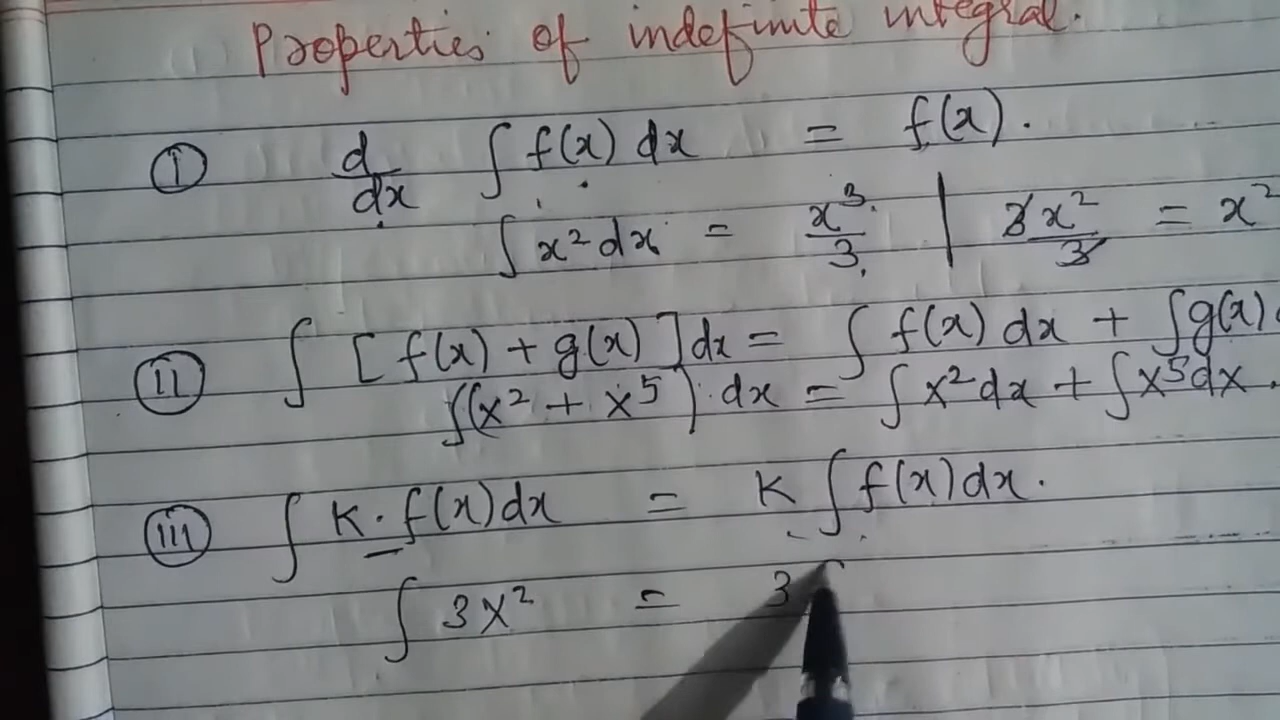 Properties of indefinite integral.
(i) d/dx ∫ f(x) dx = f(x).
∫ x² dx = x³/3 | 3x²/3 = x²
(ii) ∫ [f(x) + g(x)] dx = ∫ f(x) dx + ∫ g(x)
∫(x² + x⁵) dx = ∫ x² dx + ∫ x⁵ dx.
(iii) ∫ K . f(x) dx = K ∫ f(x) dx.
∫ 3x² = 3 ∫